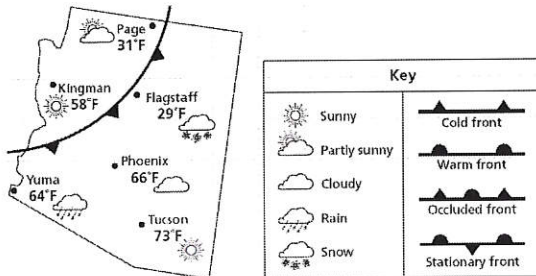 Page
31°F
Kingman
58°F
Flagstaff
29°F
Phoenix
66°F
Yuma
64°F
Tucson
73°F
Key
Sunny
Partly sunny
Cloudy
Rain
Snow
Cold front
Warm front
Occluded front
Stationary front